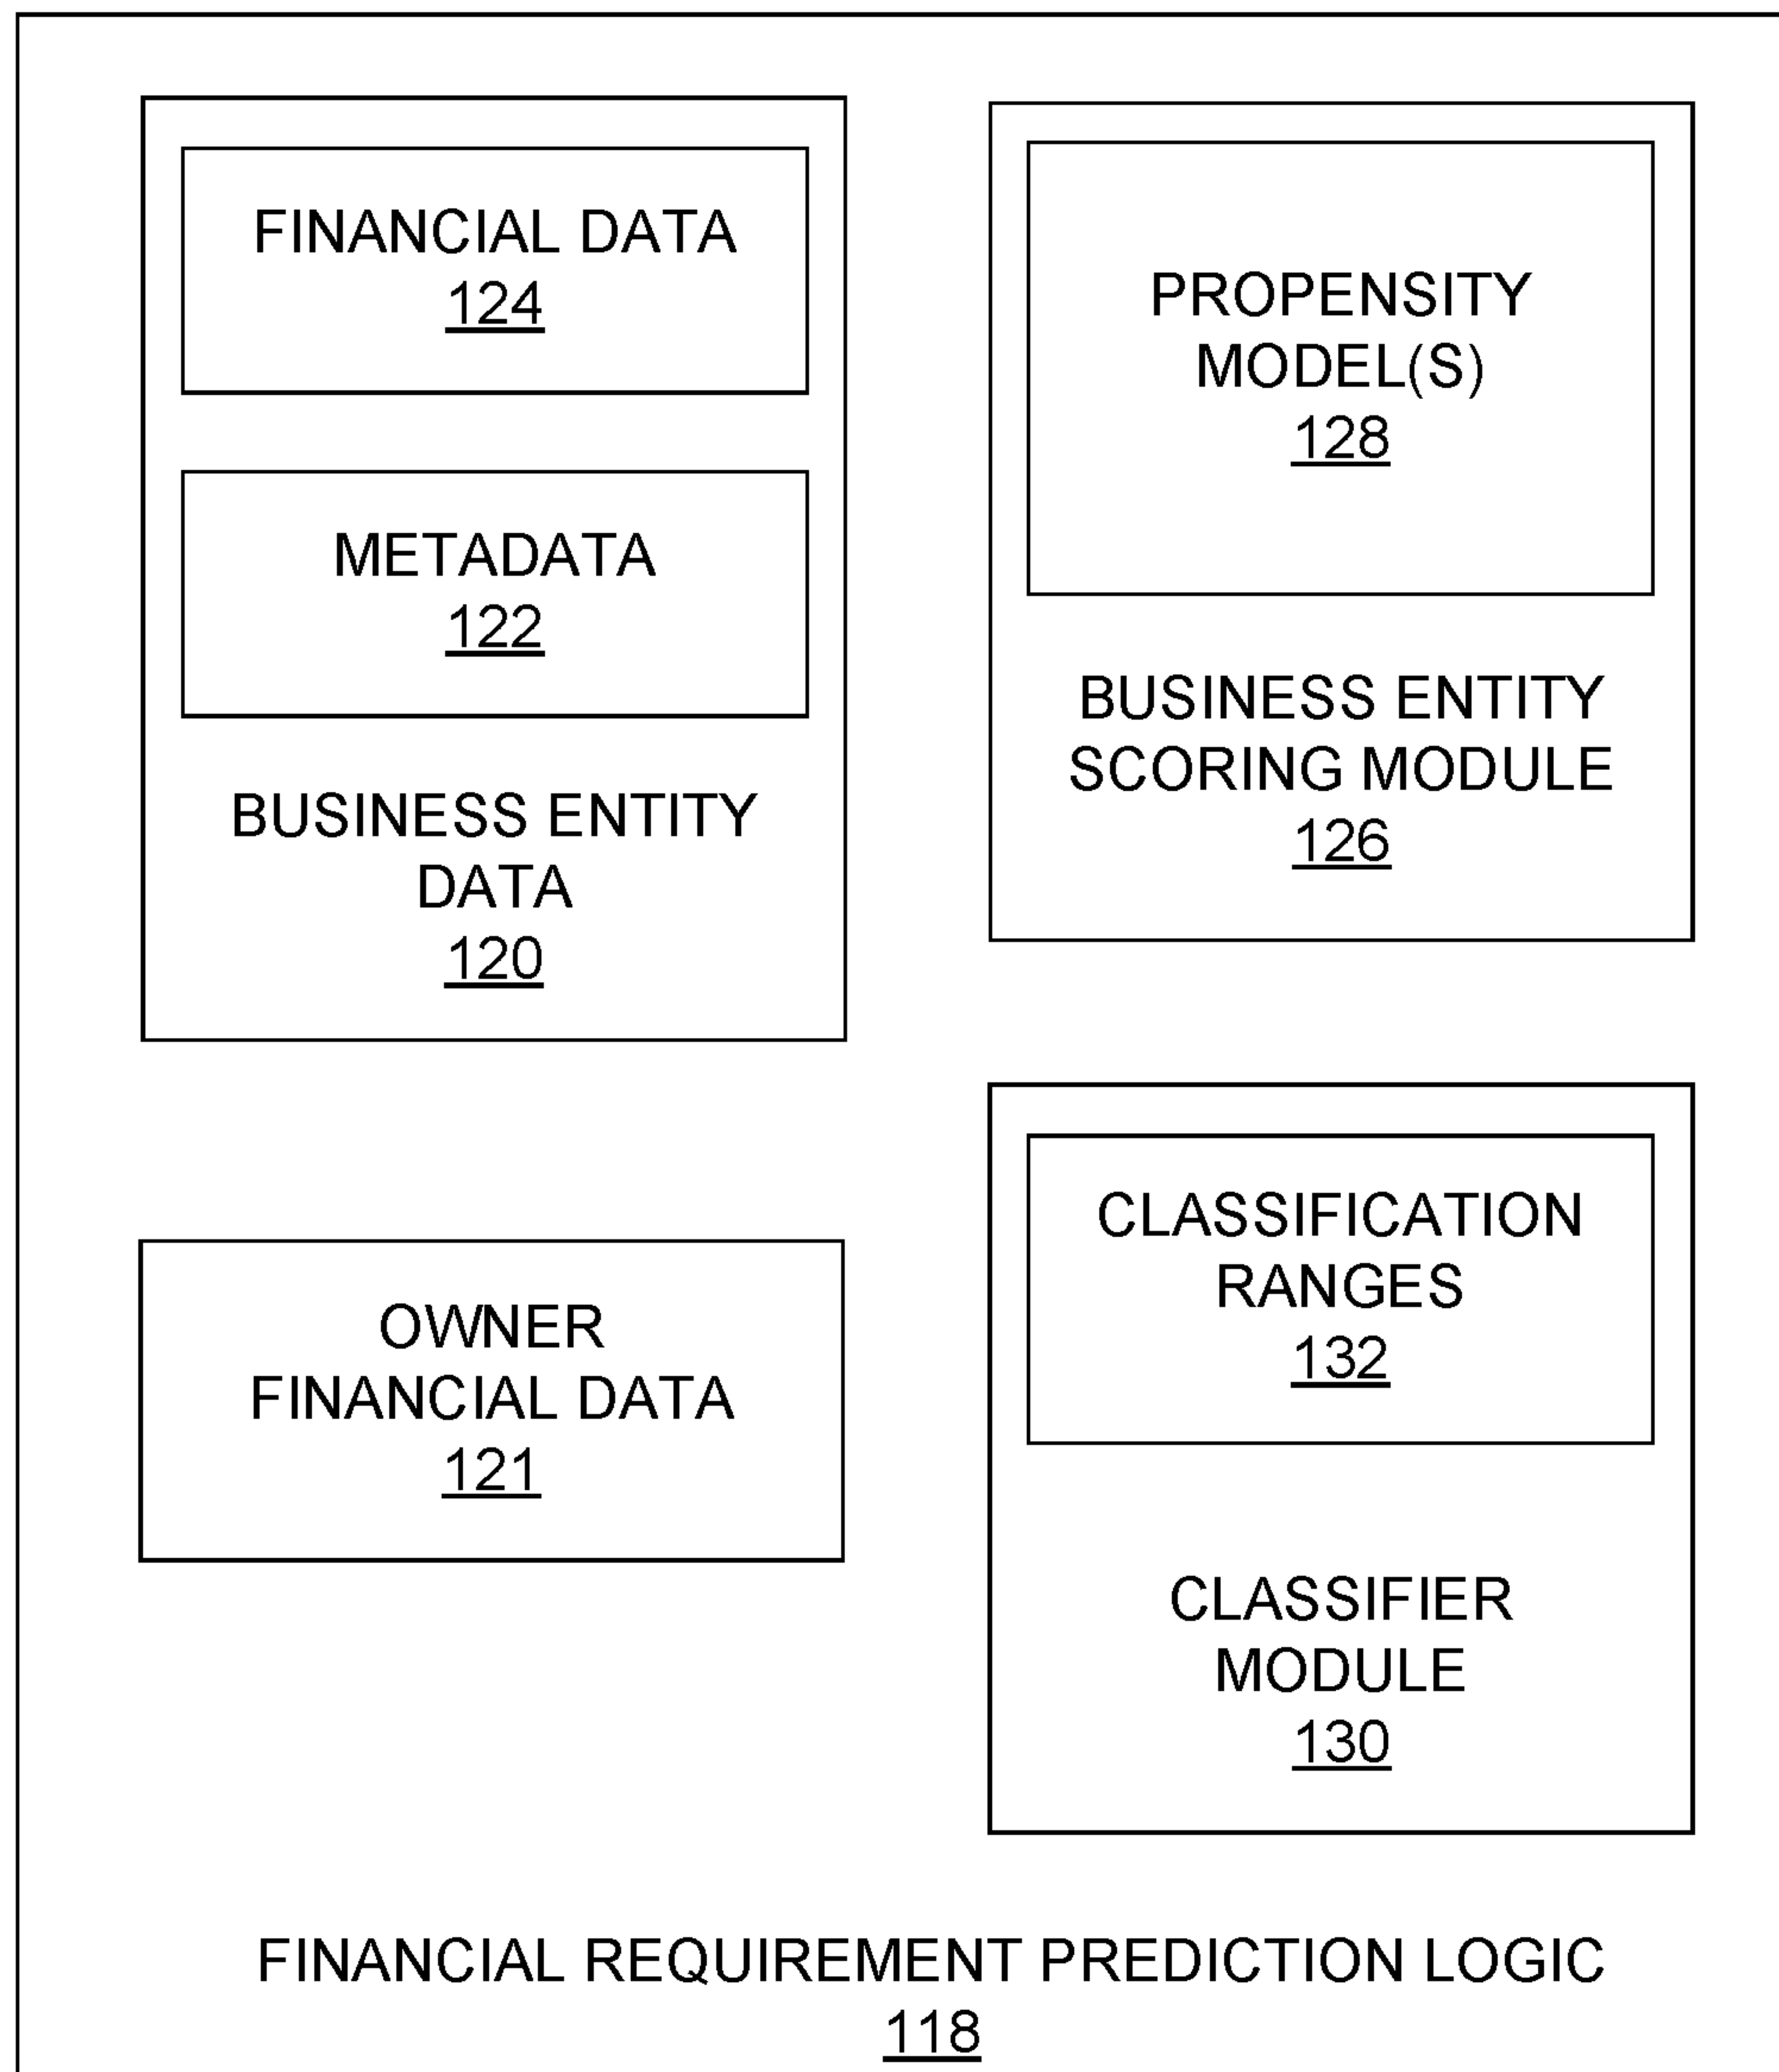 FINANCIAL DATA
124
METADATA
122
BUSINESS ENTITY
DATA
120
PROPENSITY
MODEL(S)
128
BUSINESS ENTITY
SCORING MODULE
126
OWNER
FINANCIAL DATA
121
CLASSIFICATION
RANGES
132
CLASSIFIER
MODULE
130
FINANCIAL REQUIREMENT PREDICTION LOGIC
118